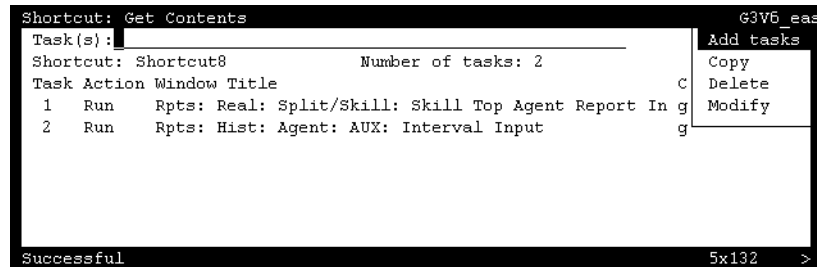 Shortcut: Get Contents G3V6_eas
Task(s): Add tasks
Shortcut: Shortcut8 Number of tasks: 2 Copy
Task Action Window Title C Delete
1 Run Rpts: Real: Split/Skill: Skill Top Agent Report In g Modify
2 Run Rpts: Hist: Agent: AUX: Interval Input g
Successful 5x132 >